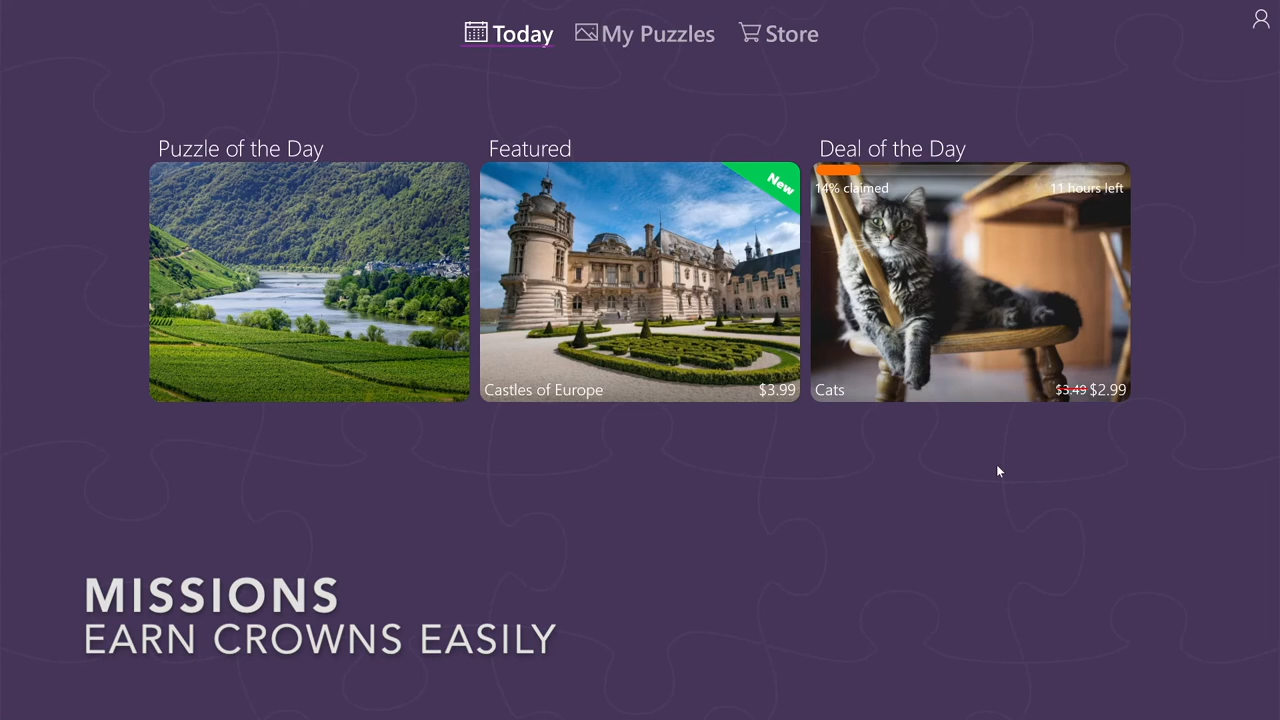 Today
My Puzzles
Store
Puzzle of the Day
Featured
Deal of the Day
New
14% claimed
11 hours left
Castles of Europe
$3.99
Cats
$3.49 $2.99
MISSIONS
EARN CROWNS EASILY